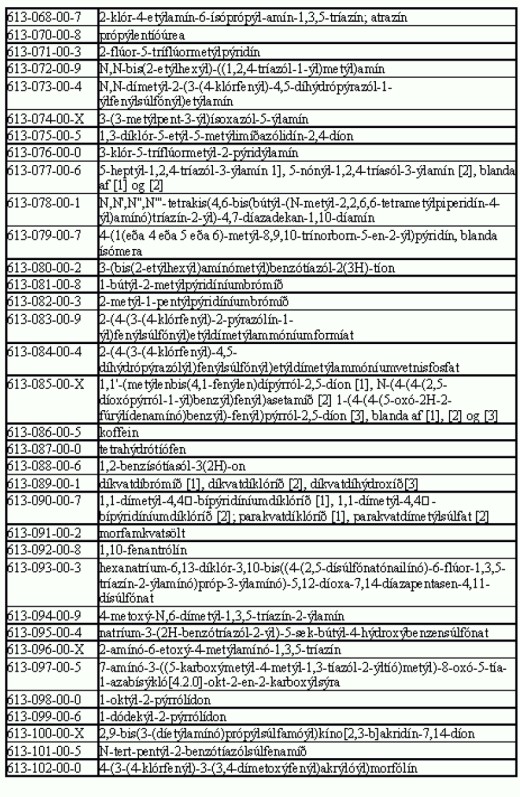 613-068-00-7 2-klór-4-etýlamín-6-ísóprópýl-amín-1,3,5-tríazín; atrazín
613-070-00-8 própýlentíóúrea
613-071-00-3 2-flúor-5-tríflúormetýlpýridín
613-072-00-9 N,N-bis(2-etýlhexýl)-((1,2,4-tríazól-1-ýl)metýl)amín
613-073-00-4 N,N-dímetýl-2-(3-(4-klórfenýl)-4,5-díhýdrópýrazól-1-
ýlfenýlsúlfónýl)etýlamín
613-074-00-X 3-(3-metýlpent-3-ýl)ísoxazól-5-ýlamín
613-075-00-5 1,3-díklór-5-etýl-5-metýlimíðazólidín-2,4-díon
613-076-00-0 3-klór-5-tríflúormetýl-2-pýridýlamín
613-077-00-6 5-heptýl-1,2,4-tríazól-3-ýlamín 1], 5-nónýl-1,2,4-tríasól-3-ýlamín [2], blanda
af [1] og [2]
613-078-00-1 N,N',N",N"'-tetrakis(4,6-bis(bútýl-(N-metýl-2,2,6,6-tetrametýlpiperidín-4-
ýl)amínó)tríazín-2-ýl)-4,7-díazadekan-1,10-díamín
613-079-00-7 4-(1(eða 4 eða 5 eða 6)-metýl-8,9,10-trínorborn-5-en-2-ýl)pýridín, blanda
ísómera
613-080-00-2 3-(bis(2-etýlhexýl)amínómetýl)benzótíazól-2(3H)-tíon
613-081-00-8 1-bútýl-2-metýlpýridíníumbrómíð
613-082-00-3 2-metýl-1-pentýlpýridíníumbrómíð
613-083-00-9 2-(4-(3-(4-klórfenýl)-2-pýrazólín-1-
ýl)fenýlsúlfónýl)etýldímetýlammóníumformíat
613-084-00-4 2-(4-(3-(4-klórfenýl)-4,5-
díhýdrópýrazólýl)fenýlsúlfónýl)etýldímetýlammóníumvetnisfosfat
613-085-00-X 1,1'-(metýlenbis(4,1-fenýlen)dípýrról-2,5-díon [1], N-(4-(4-(2,5-
díoxópýrról-1-ýl)benzýl)fenýl)asetamíð [2] 1-(4-(4-(5-oxó-2H-2-
fúrýlídenamínó)benzýl)-fenýl)pýrról-2,5-díon [3], blanda af [1], [2] og [3]
613-086-00-5 koffein
613-087-00-0 tetrahýdrótíófen
613-088-00-6 1,2-benzísótíasól-3(2H)-on
613-089-00-1 díkvatdíbrómíð [1], díkvatdíklóríð [2], díkvatdíhýdroxíð[3]
613-090-00-7 1,1-dímetýl-4,4□-bípýridíníumdíklóríð [1], 1,1-dímetýl-4,4□-
bípýridíníumdíklóríð [2]; parakvatdíklóríð [1], parakvatdímetýlsúlfat [2]
613-091-00-2 morfamkvatsölt
613-092-00-8 1,10-fenantrólín
613-093-00-3 hexanatríum-6,13-díklór-3,10-bis((4-(2,5-dísúlfónatónailínó)-6-flúor-1,3,5-
tríazín-2-ýlamínó)próp-3-ýlamínó)-5,12-díoxa-7,14-díazapentasen-4,11-
dísúlfónat
613-094-00-9 4-metoxý-N,6-dímetýl-1,3,5-tríazín-2-ýlamín
613-095-00-4 natríum-3-(2H-benzótríazól-2-ýl)-5-sek-bútýl-4-hýdroxýbenzensúlfónat
613-096-00-X 2-amínó-6-etoxý-4-metýlamínó-1,3,5-tríazín
613-097-00-5 7-amínó-3-((5-karboxýmetýl-4-metýl-1,3-tíazól-2-ýltíó)metýl)-8-oxó-5-tía-
1-azabísýkló[4.2.0]-okt-2-en-2-karboxýlsýra
613-098-00-0 1-oktýl-2-pýrrólídon
613-099-00-6 1-dódekýl-2-pýrrólídon
613-100-00-X 2,9-bis(3-(díetýlamínó)própýlsúlfamóýl)kíno[2,3-b]akridín-7,14-díon
613-101-00-5 N-tert-pentýl-2-benzótíazólsúlfenamíð
613-102-00-0 4-(3-(4-klórfenýl)-3-(3,4-dímetoxýfenýl)akrýlóýl)morfólín